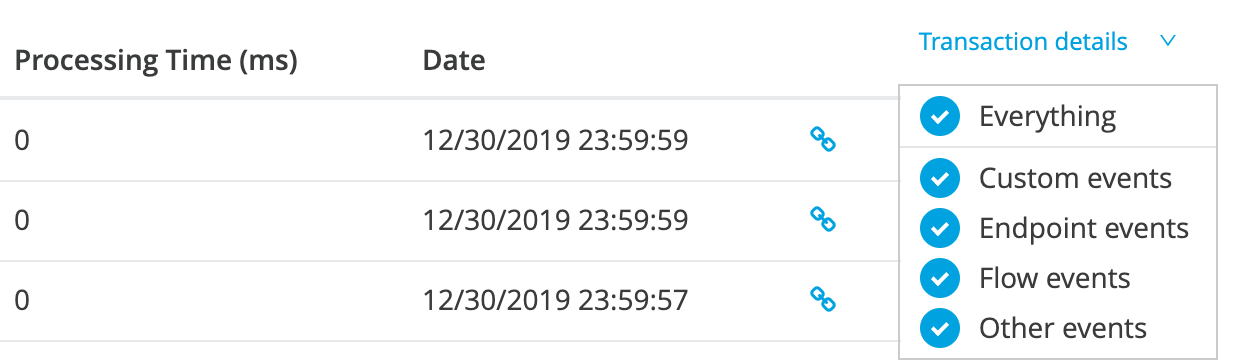 Processing Time (ms) Date Transaction details
0 12/30/2019 23:59:59
0 12/30/2019 23:59:59
0 12/30/2019 23:59:57
Everything
Custom events
Endpoint events
Flow events
Other events